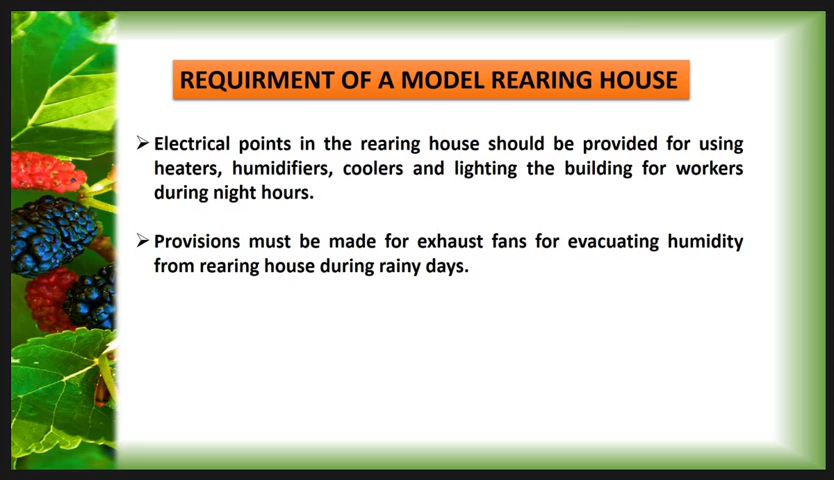 REQUIRMENT OF A MODEL REARING HOUSE
➢ Electrical points in the rearing house should be provided for using
heaters, humidifiers, coolers and lighting the building for workers
during night hours.
➢ Provisions must be made for exhaust fans for evacuating humidity
from rearing house during rainy days.